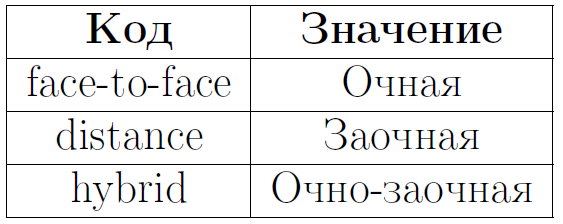 Код Значение
face-to-face Очная
distance Заочная
hybrid Очно-заочная